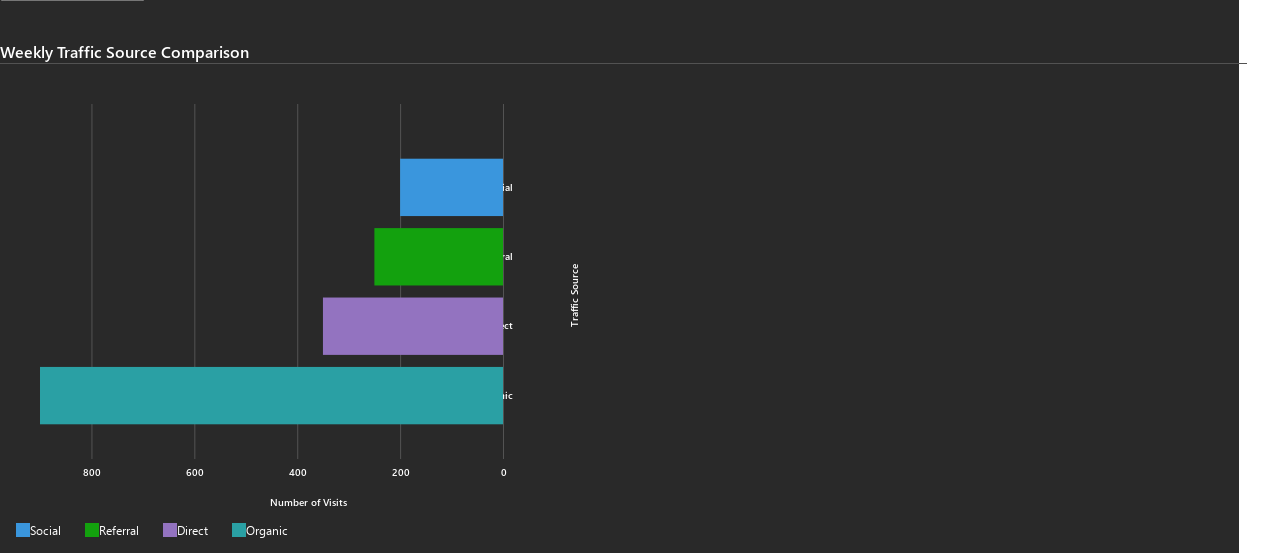 Weekly Traffic Source Comparison
ial
ral
ect
nic
Traffic Source
800 600 400 200 0
Number of Visits
Social Referral Direct Organic